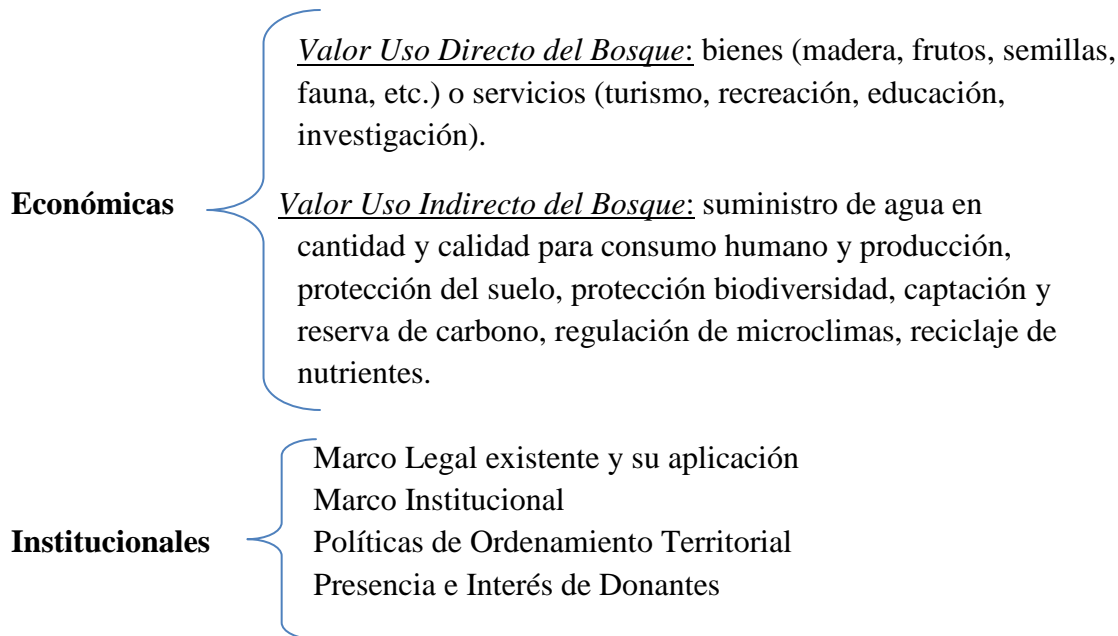 Valor Uso Directo del Bosque: bienes (madera, frutos, semillas,
fauna, etc.) o servicios (turismo, recreación, educación,
investigación).
Económicas
Valor Uso Indirecto del Bosque: suministro de agua en
cantidad y calidad para consumo humano y producción,
protección del suelo, protección biodiversidad, captación y
reserva de carbono, regulación de microclimas, reciclaje de
nutrientes.
Marco Legal existente y su aplicación
Marco Institucional
Institucionales
Políticas de Ordenamiento Territorial
Presencia e Interés de Donantes